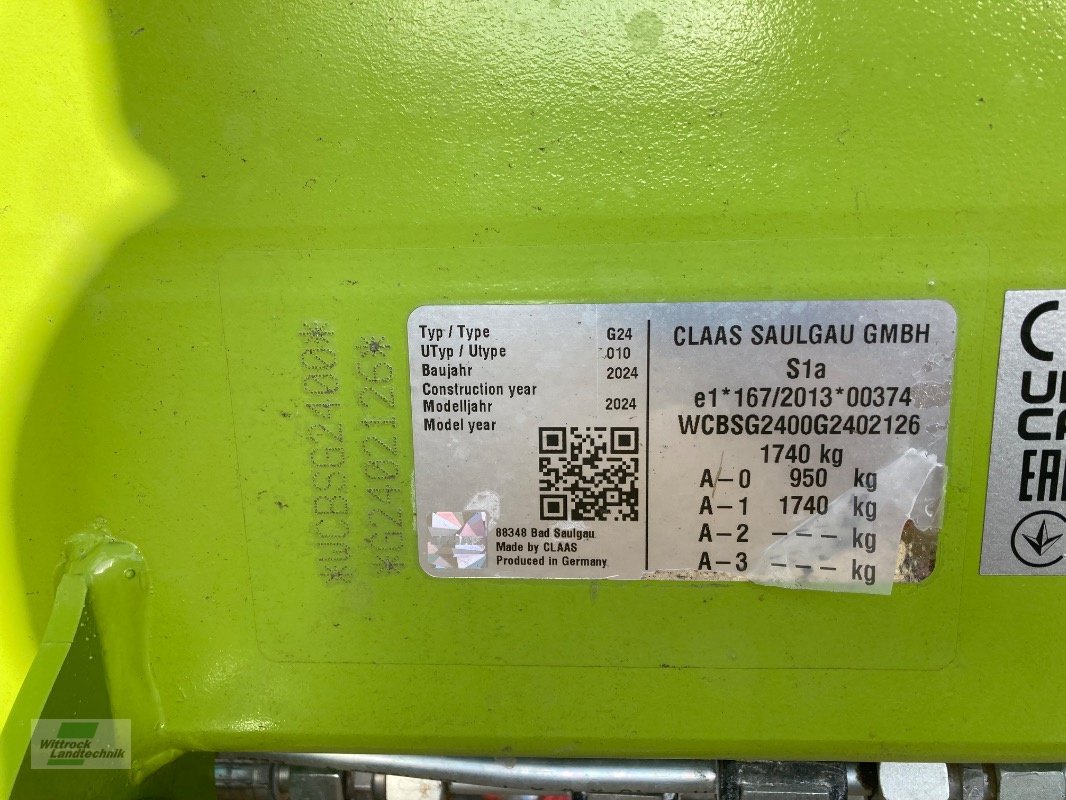 *WCBSG2400*
*G2402126*
Typ / Type G24
UTyp / Utype 010
Baujahr 2024
Construction year
Modelljahr 2024
Model year
88348 Bad Saulgau
Made by CLAAS
Produced in Germany
CLAAS SAULGAU GMBH
S1a
e1*167/2013*00374
WCBSG2400G2402126
1740 kg
A-0 950 kg
A-1 1740 kg
A-2 --- kg
A-3 --- kg
Wittrock
Landtechnik